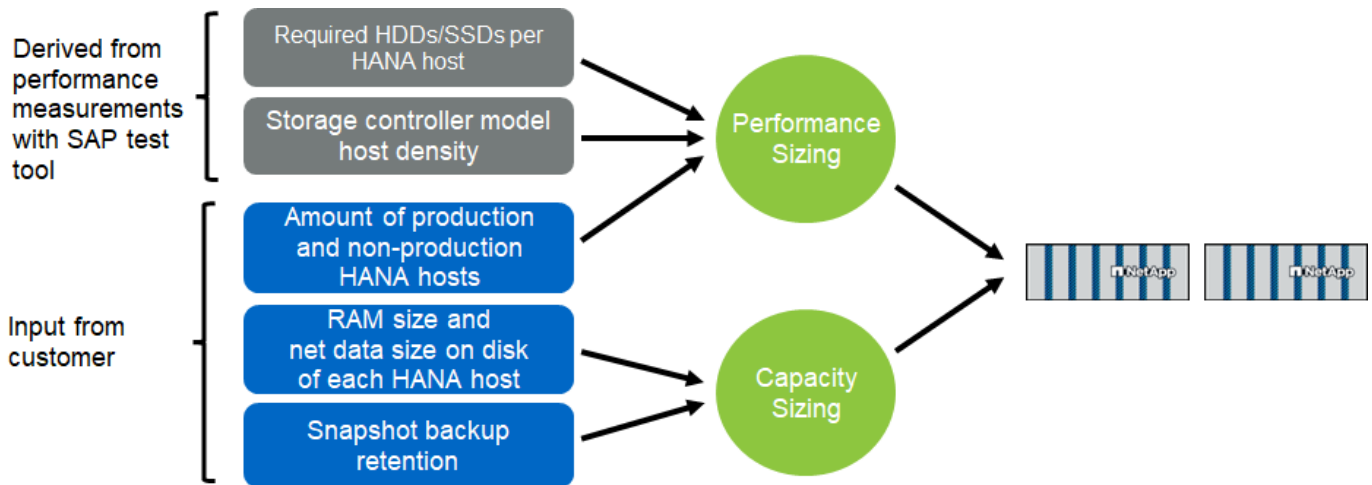 Derived from
performance
measurements
with SAP test
tool
Required HDDs/SSDs per
HANA host
Storage controller model
host density
Performance
Sizing
Input from
customer
Amount of production
and non-production
HANA hosts
RAM size and
net data size on disk
of each HANA host
Snapshot backup
retention
Capacity
Sizing
NetApp
NetApp